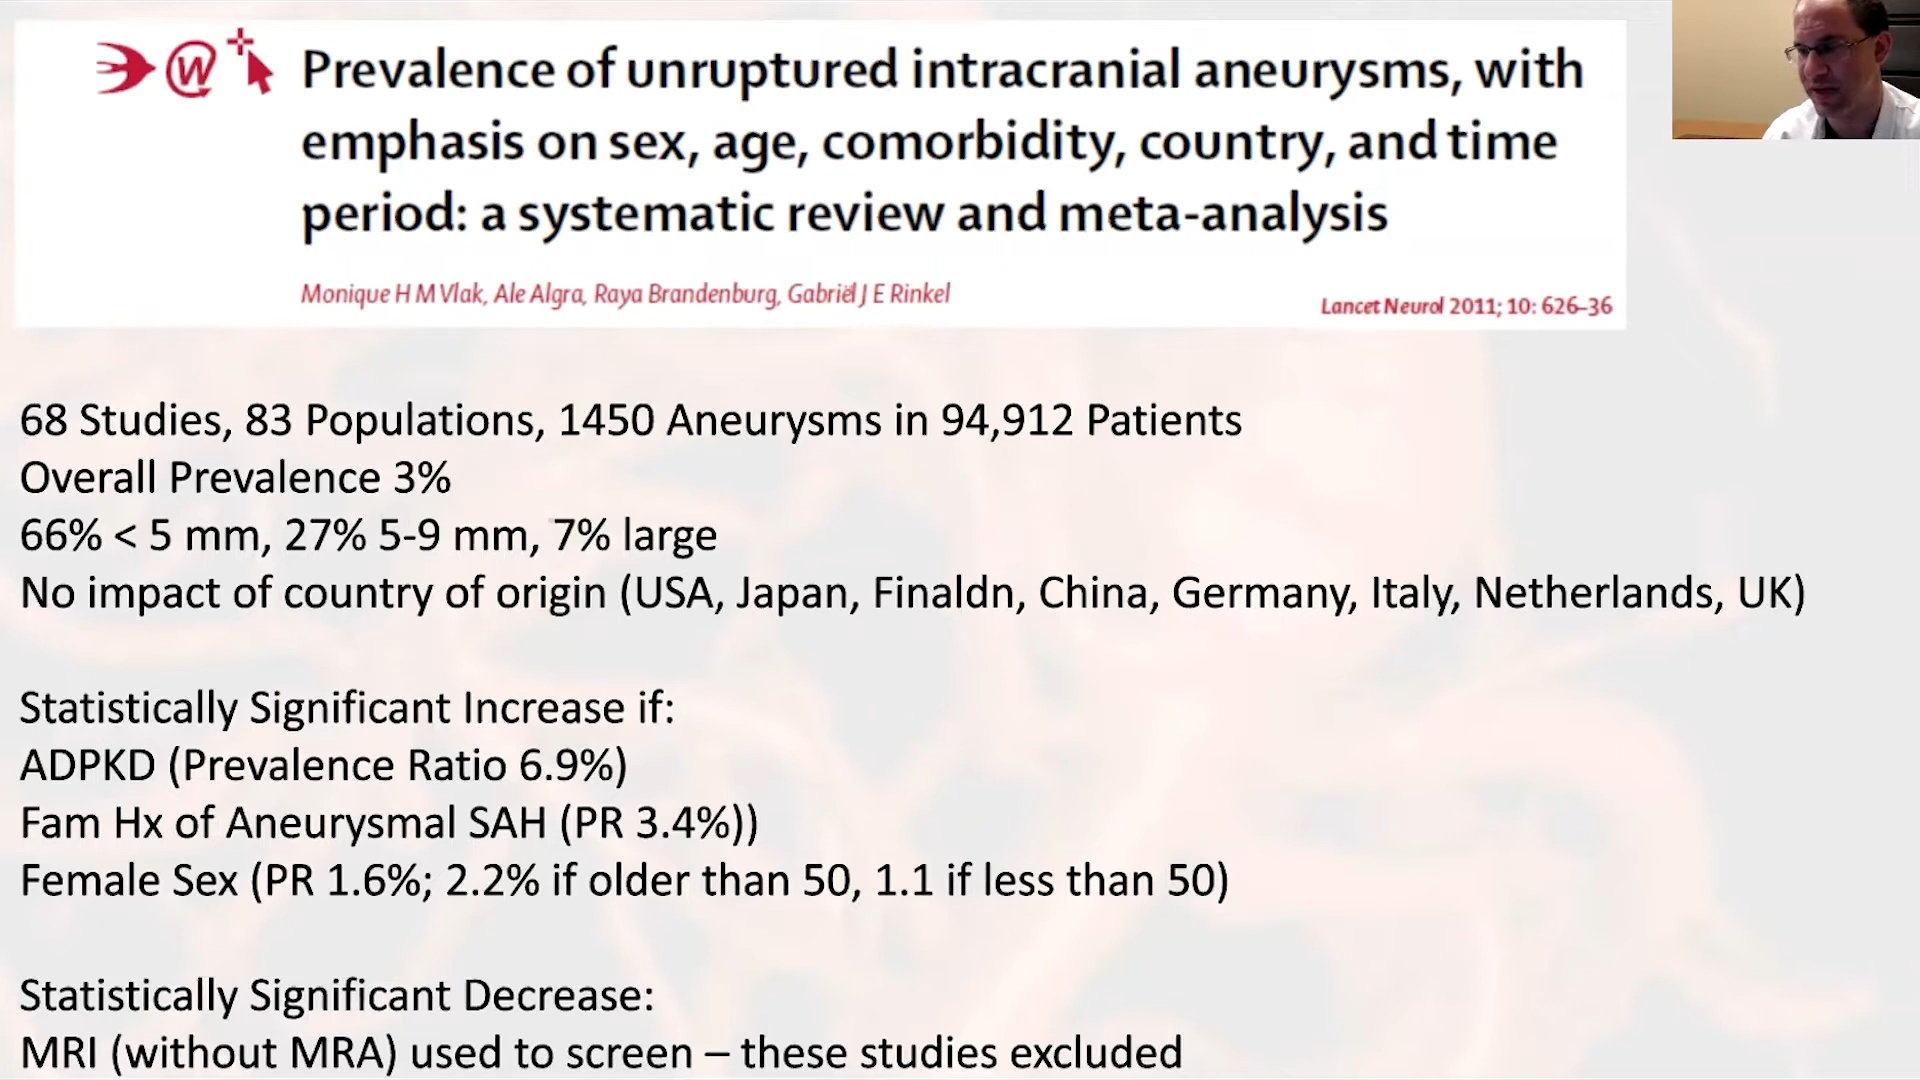 Prevalence of unruptured intracranial aneurysms, with
emphasis on sex, age, comorbidity, country, and time
period: a systematic review and meta-analysis
Monique H M Vlak, Ale Algra, Raya Brandenburg, Gabriël J E Rinkel
Lancet Neurol 2011; 10: 626–36
68 Studies, 83 Populations, 1450 Aneurysms in 94,912 Patients
Overall Prevalence 3%
66% < 5 mm, 27% 5-9 mm, 7% large
No impact of country of origin (USA, Japan, Finaldn, China, Germany, Italy, Netherlands, UK)
Statistically Significant Increase if:
ADPKD (Prevalence Ratio 6.9%)
Fam Hx of Aneurysmal SAH (PR 3.4%))
Female Sex (PR 1.6%; 2.2% if older than 50, 1.1 if less than 50)
Statistically Significant Decrease:
MRI (without MRA) used to screen – these studies excluded